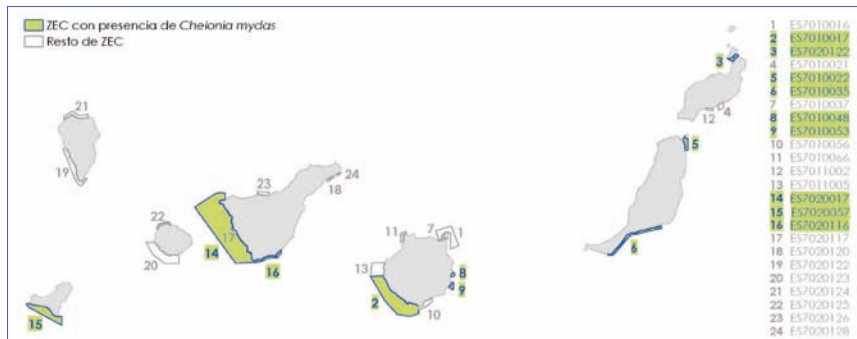 ZEC con presencia de Chelonia mydas
Resto de ZEC
1 ES7010016
2 ES7010017
3 ES7020122
4 ES7010021
5 ES7010022
6 ES7010035
7 ES7010037
8 ES7010048
9 ES7010053
10 ES7010056
11 ES7010066
12 ES7011002
13 ES7011005
14 ES7020017
15 ES7020057
16 ES7020116
17 ES7020117
18 ES7020120
19 ES7020122
20 ES7020123
21 ES7020124
22 ES7020125
23 ES7020126
24 ES7020128
3
12 4
21
5
19
24
23
18
22
17
11 7 1
20
14
16
13
8
6
9
2
10
15